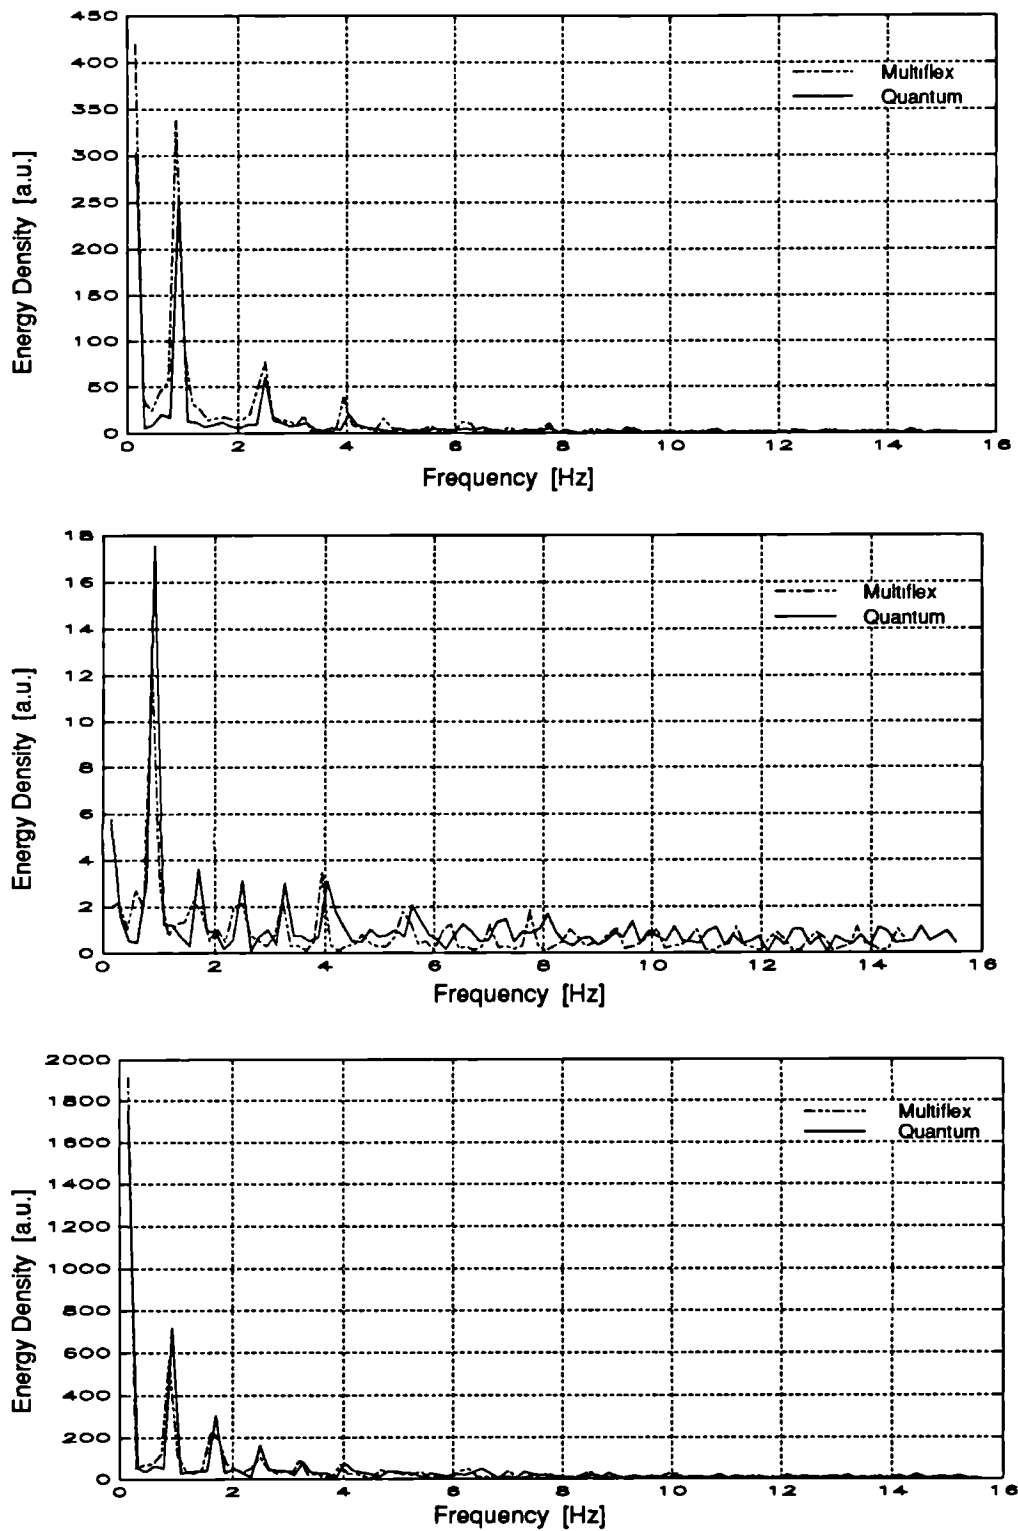 450
400
350
300
250
200
150
100
50
0
Energy Density [a.u.]
Multiflex
Quantum
0 2 4 6 8 10 12 14 16
Frequency [Hz]
18
16
14
12
10
8
6
4
2
0
Energy Density [a.u.]
Multiflex
Quantum
0 2 4 6 8 10 12 14 16
Frequency [Hz]
2000
1800
1600
1400
1200
1000
800
600
400
200
0
Energy Density [a.u.]
Multiflex
Quantum
0 2 4 6 8 10 12 14 16
Frequency [Hz]